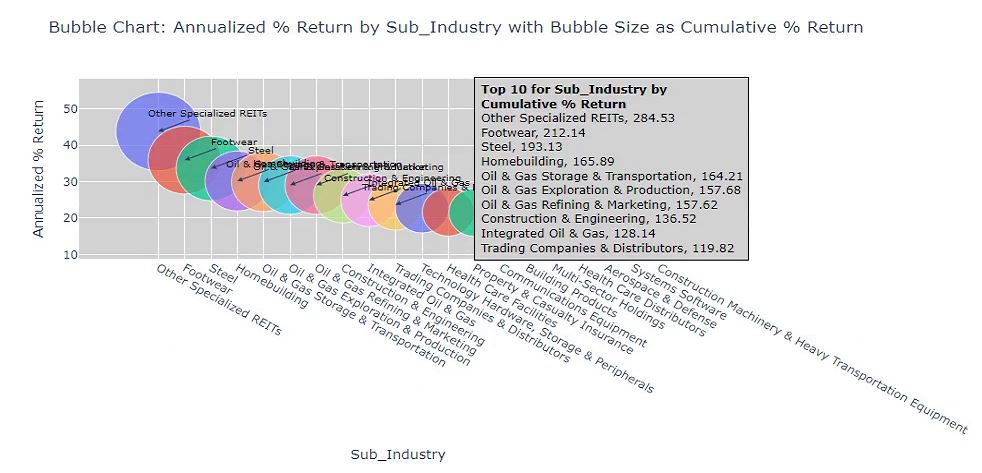 Bubble Chart: Annualized % Return by Sub_Industry with Bubble Size as Cumulative % Return
Annualized % Return
50
40
30
20
10
Other Specialized REITs
Footwear
Steel
Oil & Gas
Construction & Engineering
Integrated Oil & Gas
Trading Companies &
Top 10 for Sub_Industry by
Cumulative % Return
Other Specialized REITs, 284.53
Footwear, 212.14
Steel, 193.13
Homebuilding, 165.89
Oil & Gas Storage & Transportation, 164.21
Oil & Gas Exploration & Production, 157.68
Oil & Gas Refining & Marketing, 157.62
Construction & Engineering, 136.52
Integrated Oil & Gas, 128.14
Trading Companies & Distributors, 119.82
Other Specialized REITs
Footwear
Steel
Homebuilding
Oil & Gas Storage & Transportation
Oil & Gas Exploration & Production
Oil & Gas Refining & Marketing
Construction & Engineering
Integrated Oil & Gas
Trading Companies & Distributors
Technology Hardware, Storage & Peripherals
Health Care Facilities
Property & Casualty Insurance
Communications Equipment
Building Products
Multi-Sector Holdings
Health Care Distributors
Aerospace & Defense
Systems Software
Construction Machinery & Heavy Transportation Equipment
Sub_Industry